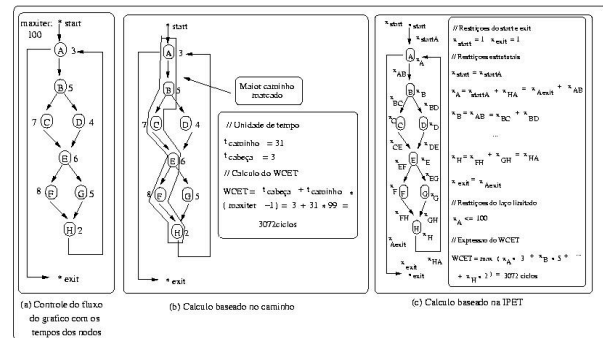 maxiter:
100
* start
A 3
B 5
7 C D 4
E 6
8 F G 5
H 2
* exit
(a) Controle do fluxo
do grafico com os
tempos dos nodos
* start
A 3
B 5
7 C D 4
E 6
8 F G 5
H 2
* exit
Maior caminho
marcado
// Unidade de tempo
t caminho = 31
t cabeça = 3
// Calculo do WCET
WCET = t cabeça + t caminho *
(maxiter −1) = 3 + 31 * 99 =
3072ciclos
(b) Calculo baseado no caminho
x start * start
x startA
A x A
x AB
B x B
x BC x BD
x C C D x D
x CE x DE
E x E
x EF x EG
x F F G x G
x FH x GH
H x H
x Aexit
x HA
x exit
* exit
// Restrições do start e exit
x start = 1 x exit = 1
// Restrições estruturais
x start = x startA
x A = x startA + x HA = x Aexit + x AB
x B = x AB = x BC + x BD
...
x H = x FH + x GH = x HA
x exit = x Aexit
// Restrições do laço limitado
x A <= 100
// Expressão do WCET
WCET = max ( x A * 3 + x B * 5 + ...
+ x H * 2 ) = 3072 ciclos
(c) Calculo baseado na IPET